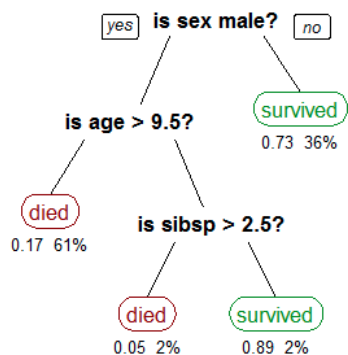 yes is sex male? no
survived
0.73 36%
is age > 9.5?
died
0.17 61%
is sibsp > 2.5?
died survived
0.05 2% 0.89 2%